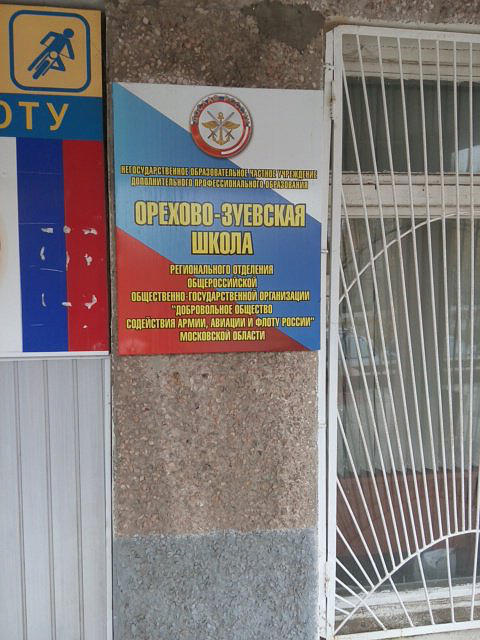 ОТУ
НЕГОСУДАРСТВЕННОЕ ОБРАЗОВАТЕЛЬНОЕ ЧАСТНОЕ УЧРЕЖДЕНИЕ
ДОПОЛНИТЕЛЬНОГО ПРОФЕССИОНАЛЬНОГО ОБРАЗОВАНИЯ
ОРЕХОВО-ЗУЕВСКАЯ
ШКОЛА
РЕГИОНАЛЬНОГО ОТДЕЛЕНИЯ
ОБЩЕРОССИЙСКОЙ
ОБЩЕСТВЕННО-ГОСУДАРСТВЕННОЙ ОРГАНИЗАЦИИ
"ДОБРОВОЛЬНОЕ ОБЩЕСТВО
СОДЕЙСТВИЯ АРМИИ, АВИАЦИИ И ФЛОТУ РОССИИ"
МОСКОВСКОЙ ОБЛАСТИ